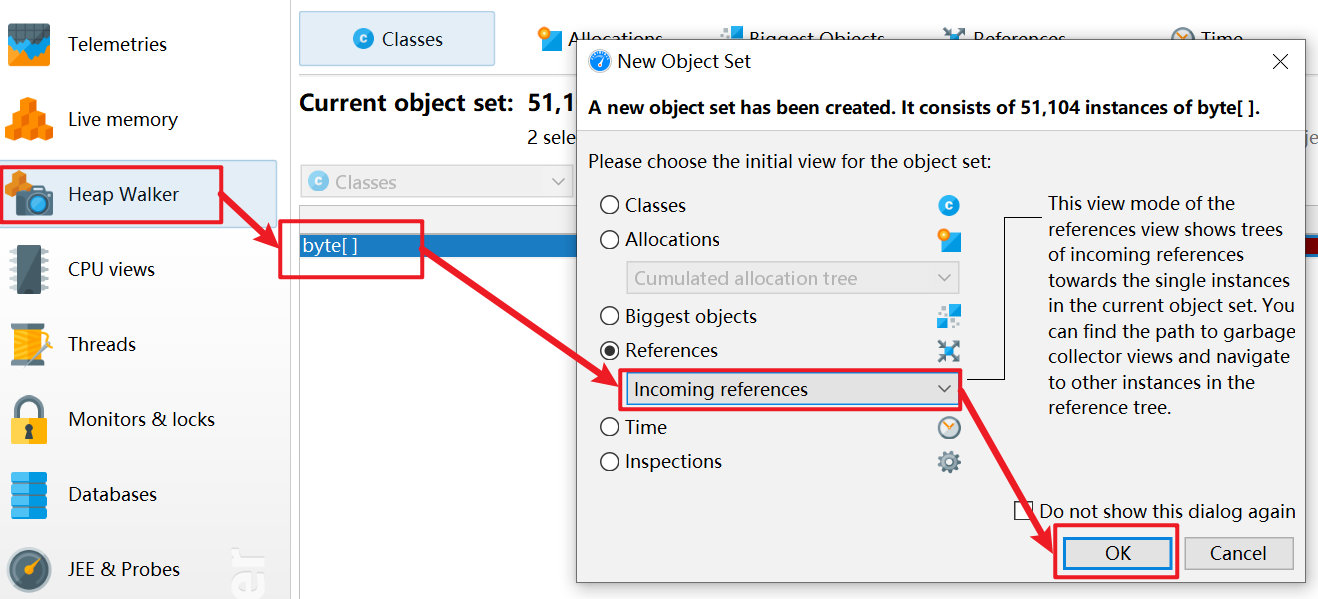 Telemetries
Live memory
Heap Walker
CPU views
Threads
Monitors & locks
Databases
JEE & Probes
er
Classes
Allocations
Biggest Objects
References
Time
Current object set: 51,1
2 sele
Classes
byte[ ]
New Object Set
A new object set has been created. It consists of 51,104 instances of byte[ ].
Please choose the initial view for the object set:
Classes
Allocations
Cumulated allocation tree
Biggest objects
References
Incoming references
Time
Inspections
This view mode of the
references view shows trees
of incoming references
towards the single instances
in the current object set. You
can find the path to garbage
collector views and navigate
to other instances in the
reference tree.
Do not show this dialog again
OK
Cancel